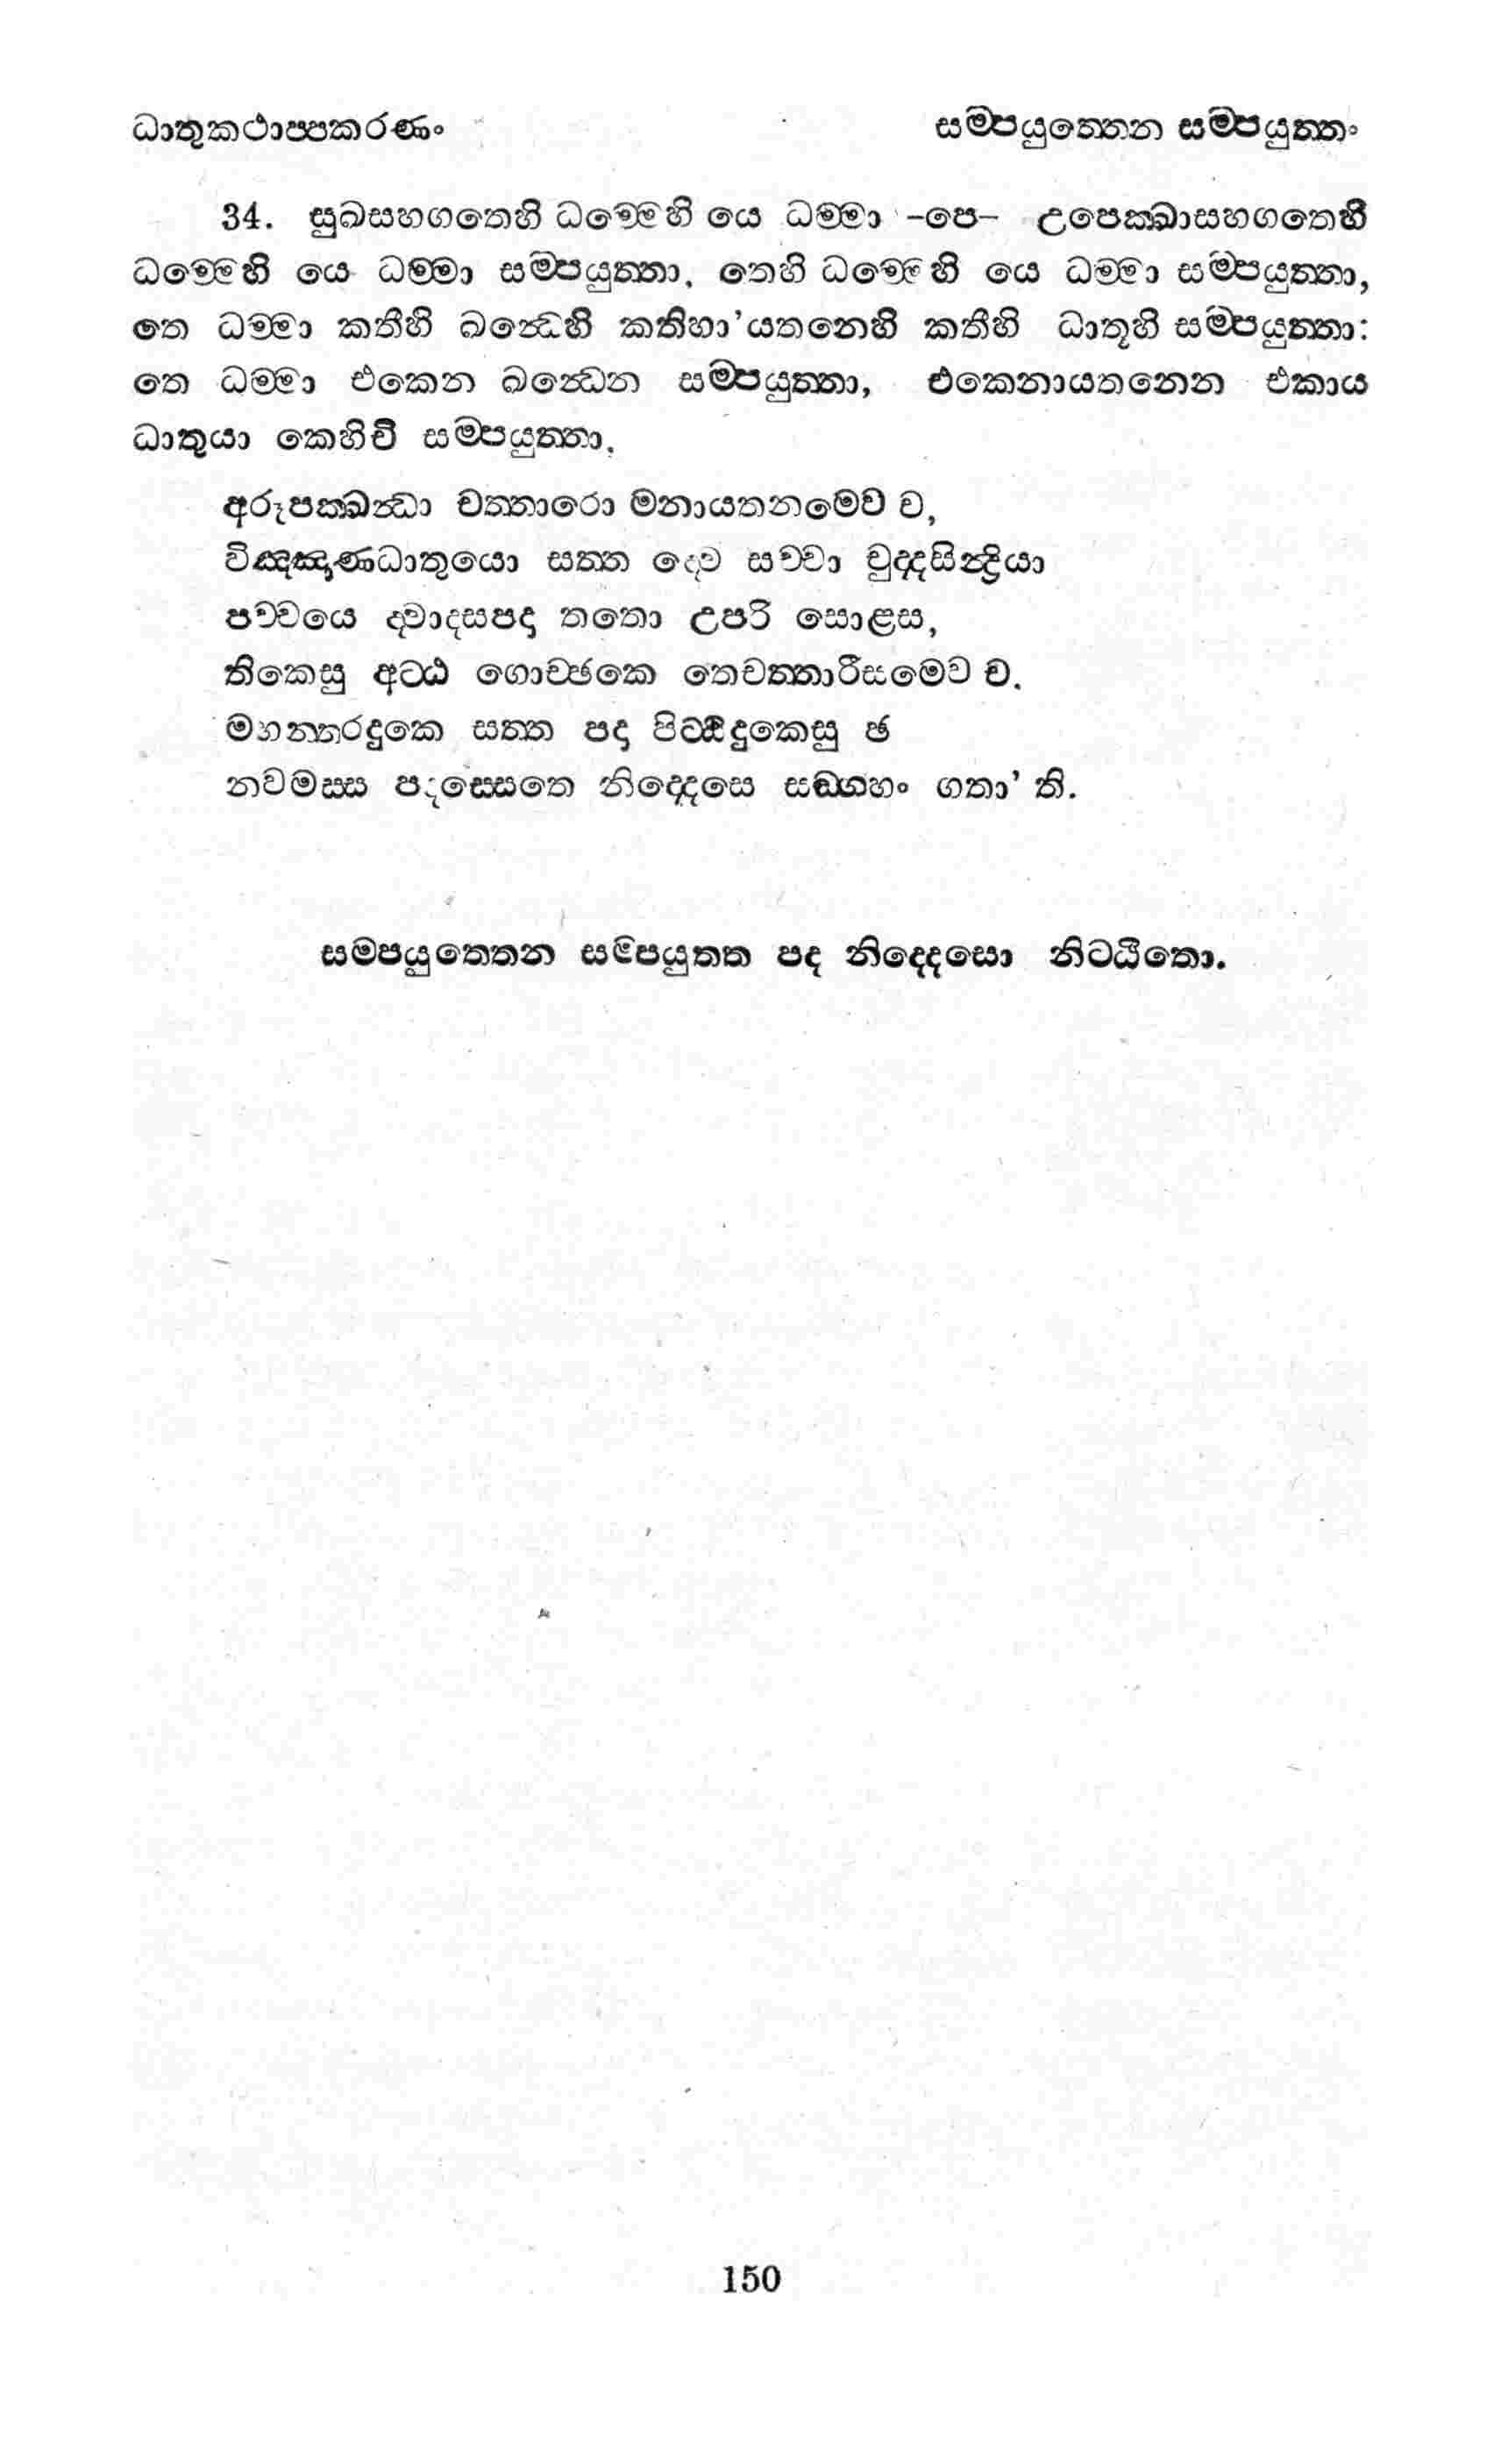 ධාතුකථාප්පකරණං
සම්පයුත්තෙන සම්පයුත්තං
34. සුඛසහගතෙහි ධම්මෙහි යෙ ධම්මා -පෙ- උපෙක්ඛාසහගතෙහි
ධම්මෙහි යෙ ධම්මා සම්පයුත්තා, තෙහි ධම්මෙහි යෙ ධම්මා සම්පයුත්තා,
තෙ ධම්මා කතීහි ඛන්ධෙහි කතිහා’යතනෙහි කතීහි ධාතූහි සම්පයුත්තා:
තෙ ධම්මා එකෙන ඛන්ධෙන සම්පයුත්තා, එකෙනායතනෙන එකාය
ධාතුයා කෙහිචි සම්පයුත්තා.
අරූපක්ඛන්ධා චත්තාරො මනායතනමෙව ච,
විඤ්ඤාණධාතුයො සත්ත ද්වෙ සච්චා චුද්දසින්ද්‍රියා
පච්චයෙ ද්වාදසපදා තතො උපරි සොළස,
තිකෙසු අට්ඨ ගොච්ඡකෙ තෙචත්තාරීසමෙව ච.
මහන්තරදුකෙ සත්ත පදා පිට්ඨිදුකෙසු ඡ
නවමස්ස පදස්සෙතෙ නිද්දෙසෙ සඞ්ගහං ගතා’ ති.
සම්පයුත්තෙන සම්පයුත්ත පද නිද්දෙසො නිට්ඨිතො.
150